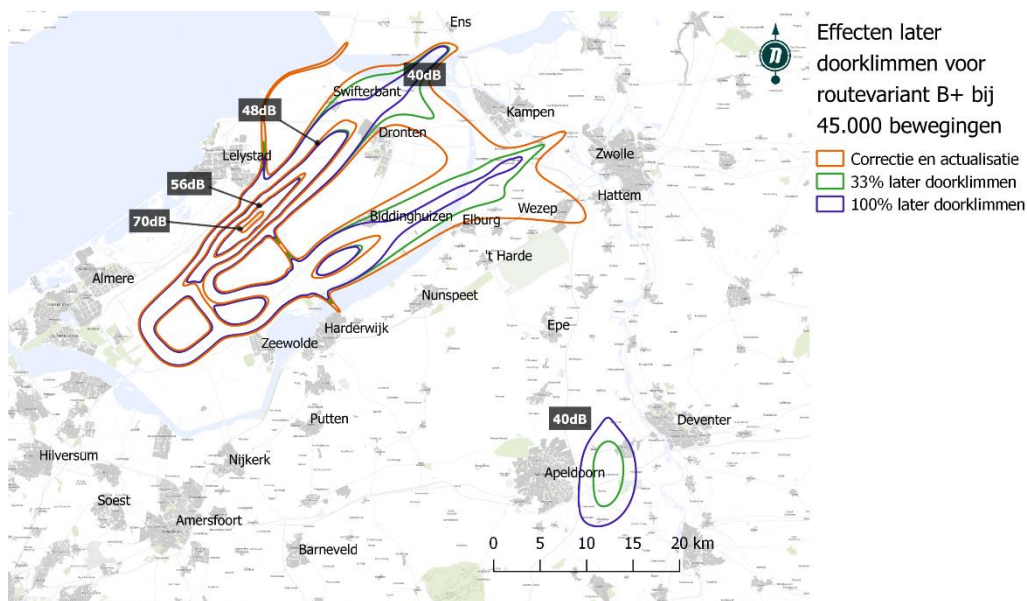 Effecten later
doorklimmen voor
routevariant B+ bij
45.000 bewegingen
Correctie en actualisatie
33% later doorklimmen
100% later doorklimmen
Ens
40dB
Swifterbant
Kampen
48dB
Dronten
Lelystad
Zwolle
56dB
Hattem
70dB
Biddinghuizen
Elburg
Wezep
't Harde
Almere
Nunspeet
Harderwijk
Epe
Zeewolde
40dB
Putten
Deventer
Hilversum
Nijkerk
Apeldoorn
Soest
Amersfoort
Barneveld
0 5 10 15 20 km